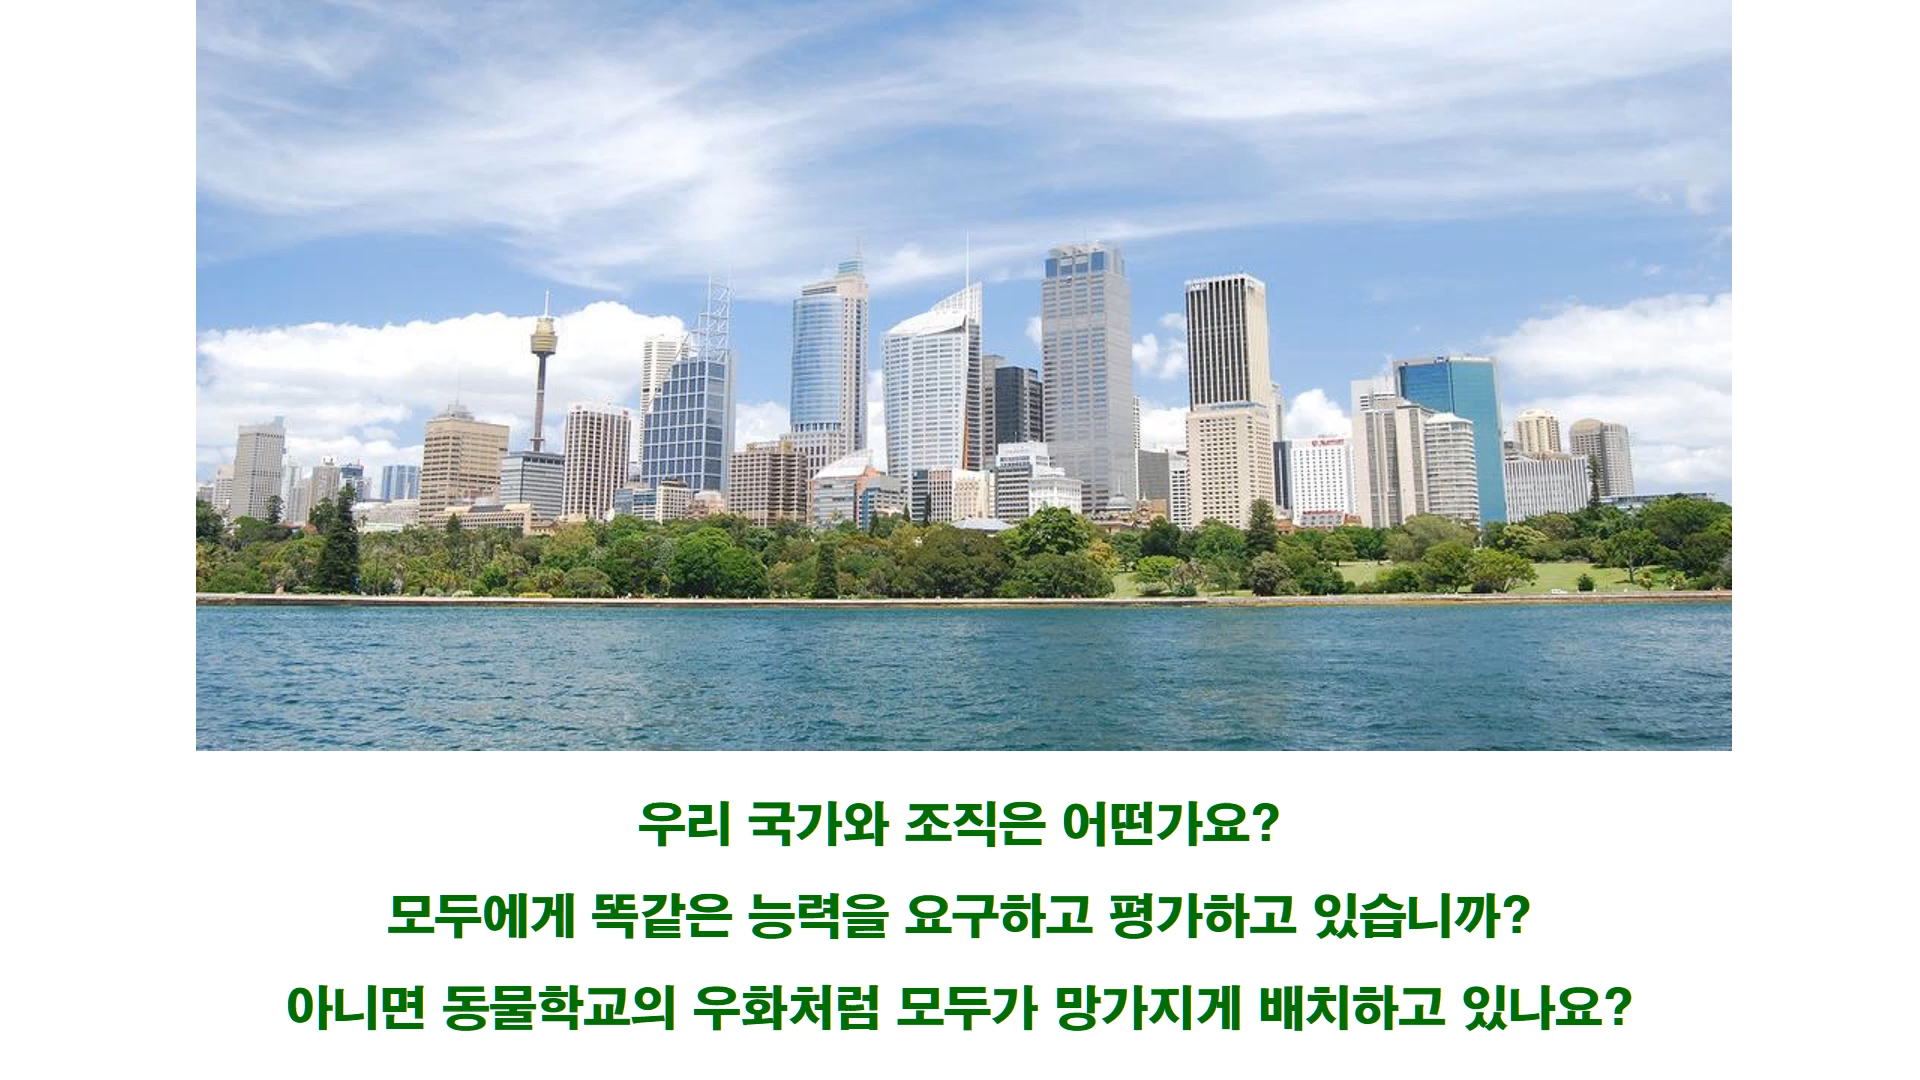 우리 국가와 조직은 어떤가요?
모두에게 똑같은 능력을 요구하고 평가하고 있습니까?
아니면 동물학교의 우화처럼 모두가 망가지게 배치하고 있나요?